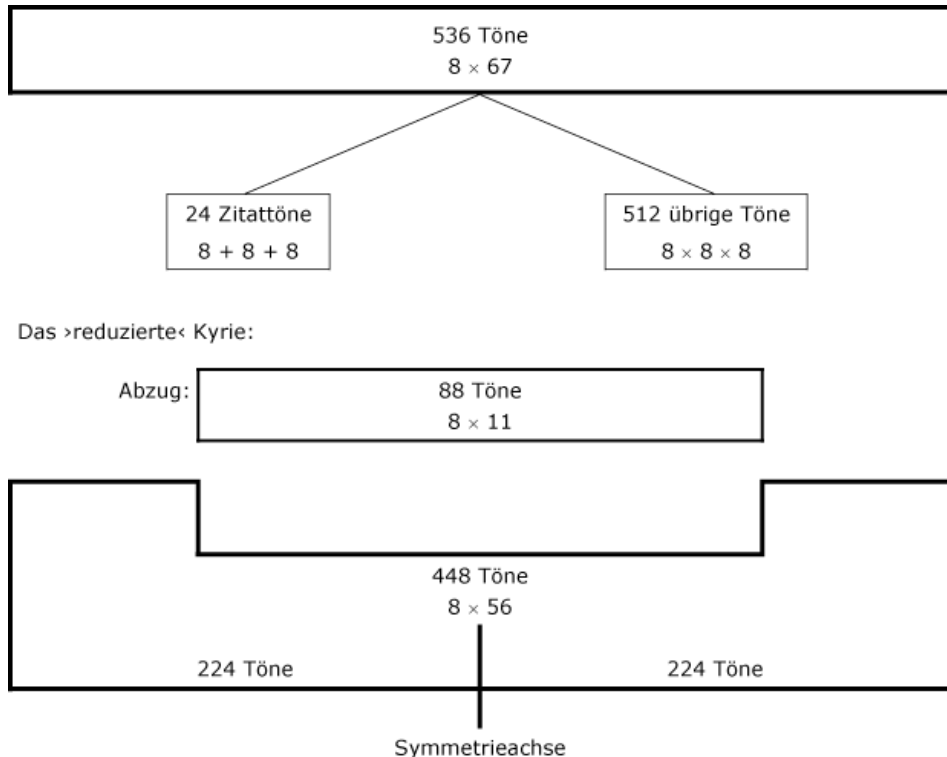 536 Töne
8 × 67
24 Zitattöne
8 + 8 + 8
512 übrige Töne
8 × 8 × 8
Das ›reduzierte‹ Kyrie:
Abzug:
88 Töne
8 × 11
448 Töne
8 × 56
224 Töne
224 Töne
Symmetrieachse